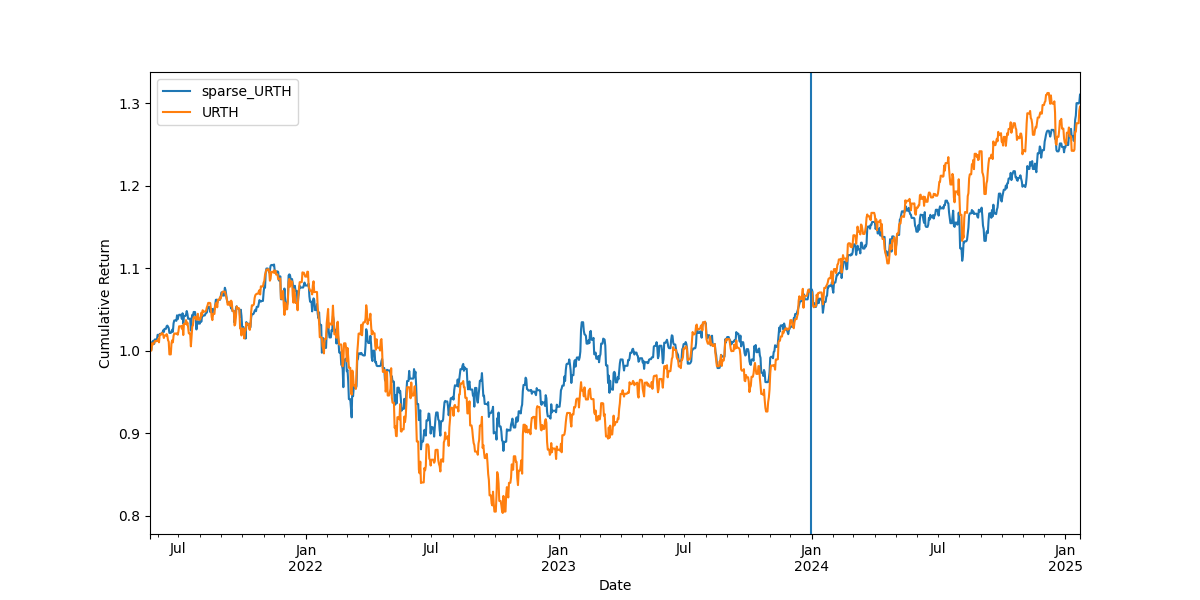 sparse_URTH
URTH
1.3
1.2
1.1
1.0
0.9
0.8
Cumulative Return
Jul Jan Jul Jan Jul Jan Jul Jan
2022 2023 2024 2025
Date